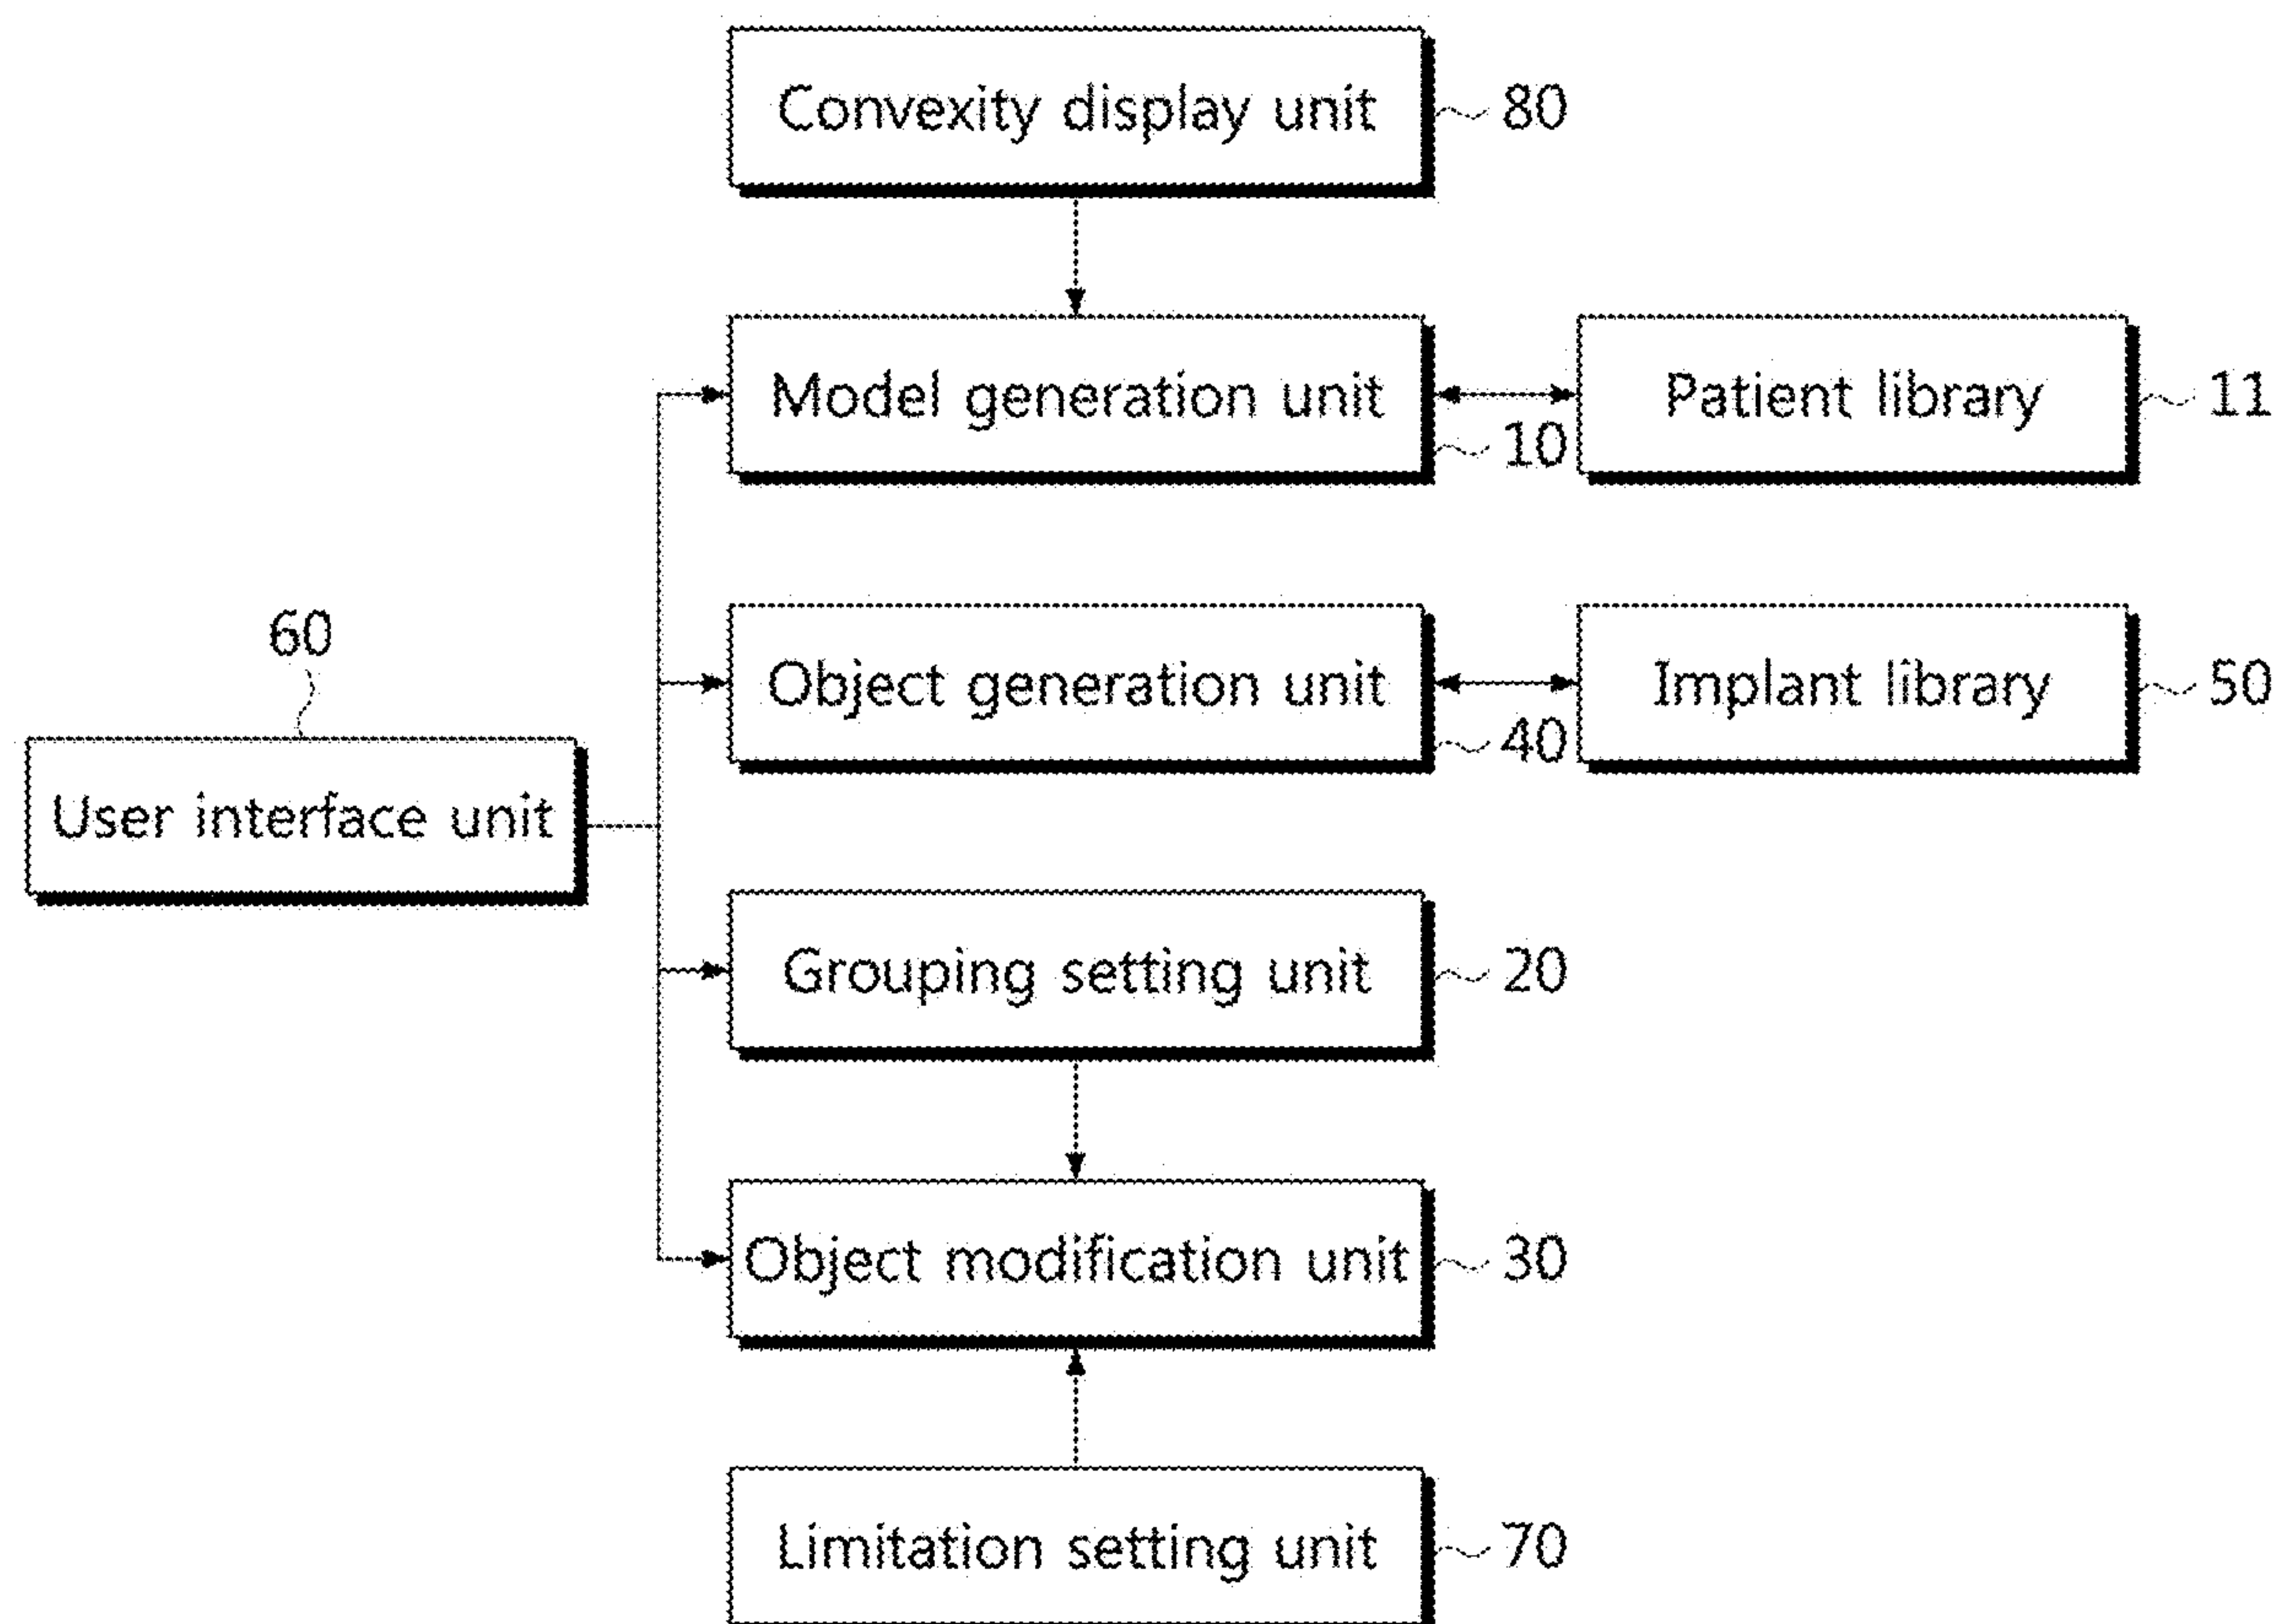 Convexity display unit
80
Model generation unit
10
Patient library
11
Object generation unit
40
Implant library
50
60
User interface unit
Grouping setting unit
20
Object modification unit
30
Limitation setting unit
70